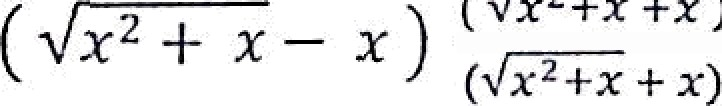 (√x²+ x − x) (√x²+x +x)
(√x²+x + x)